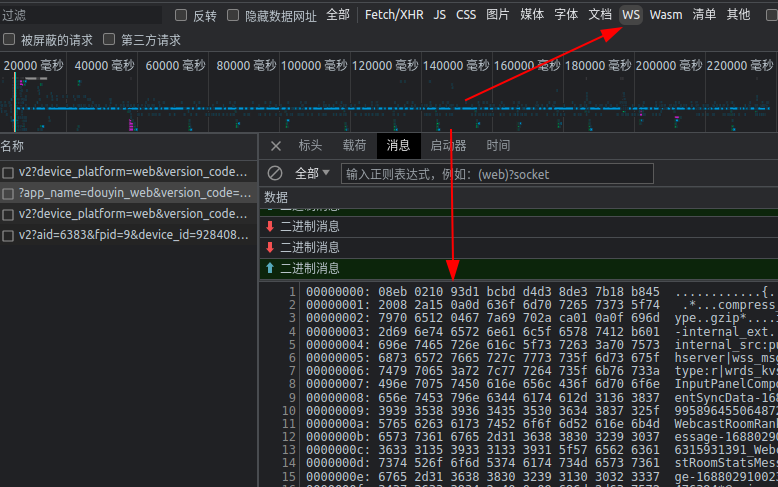 过滤 反转 隐藏数据网址 全部 Fetch/XHR JS CSS 图片 媒体 字体 文档 WS Wasm 清单 其他
被屏蔽的请求 第三方请求
20000 毫秒 40000 毫秒 60000 毫秒 80000 毫秒 100000 毫秒 120000 毫秒 140000 毫秒 160000 毫秒 180000 毫秒 200000 毫秒 220000 毫秒
名称 标头 载荷 消息 启动器 时间
v2?device_platform=web&version_code...
?app_name=douyin_web&version_code=...
v2?device_platform=web&version_code...
v2?aid=6383&fpid=9&device_id=928408...
全部 输入正则表达式，例如：(web)?socket
数据
二进制消息
二进制消息
二进制消息
二进制消息
1 00000000: 08eb 0210 93d1 bcbd d4d3 8de3 7b18 b845 ............{..
2 00000001: 2008 2a15 0a0d 636f 6d70 7265 7373 5f74 .*...compress_
3 00000002: 7970 6512 0467 7a69 702a ca01 0a0f 696d ype..gzip*....i
4 00000003: 2d69 6e74 6572 6e61 6c5f 6578 7412 b601 -internal_ext.
5 00000004: 696e 7465 726e 616c 5f73 7263 3a70 7573 internal_src:pu
6 00000005: 6873 6572 7665 727c 7773 735f 6d73 675f hserver|wss_msg
7 00000006: 7479 7065 3a72 7c77 7264 735f 6b76 733a type:r|wrds_kvs
8 00000007: 496e 7075 7450 616e 656c 436f 6d70 6f6e InputPanelCompo
9 00000008: 656e 7453 796e 6344 6174 612d 3136 3837 entSyncData-168
10 00000009: 3939 3538 3936 3435 3530 3634 3837 325f 995896455064872
11 0000000a: 5765 6263 6173 7452 6f6f 6d52 616e 6b4d WebcastRoomRank
12 0000000b: 6573 7361 6765 2d31 3638 3830 3239 3037 essage-16880290
13 0000000c: 3633 3135 3933 3133 3931 5f57 6562 6361 6315931391_Webc
14 0000000d: 7374 526f 6f6d 5374 6174 734d 6573 7361 stRoomStatsMess
15 0000000e: 6765 2d31 3638 3830 3239 3130 3032 3337 ge-168802910023